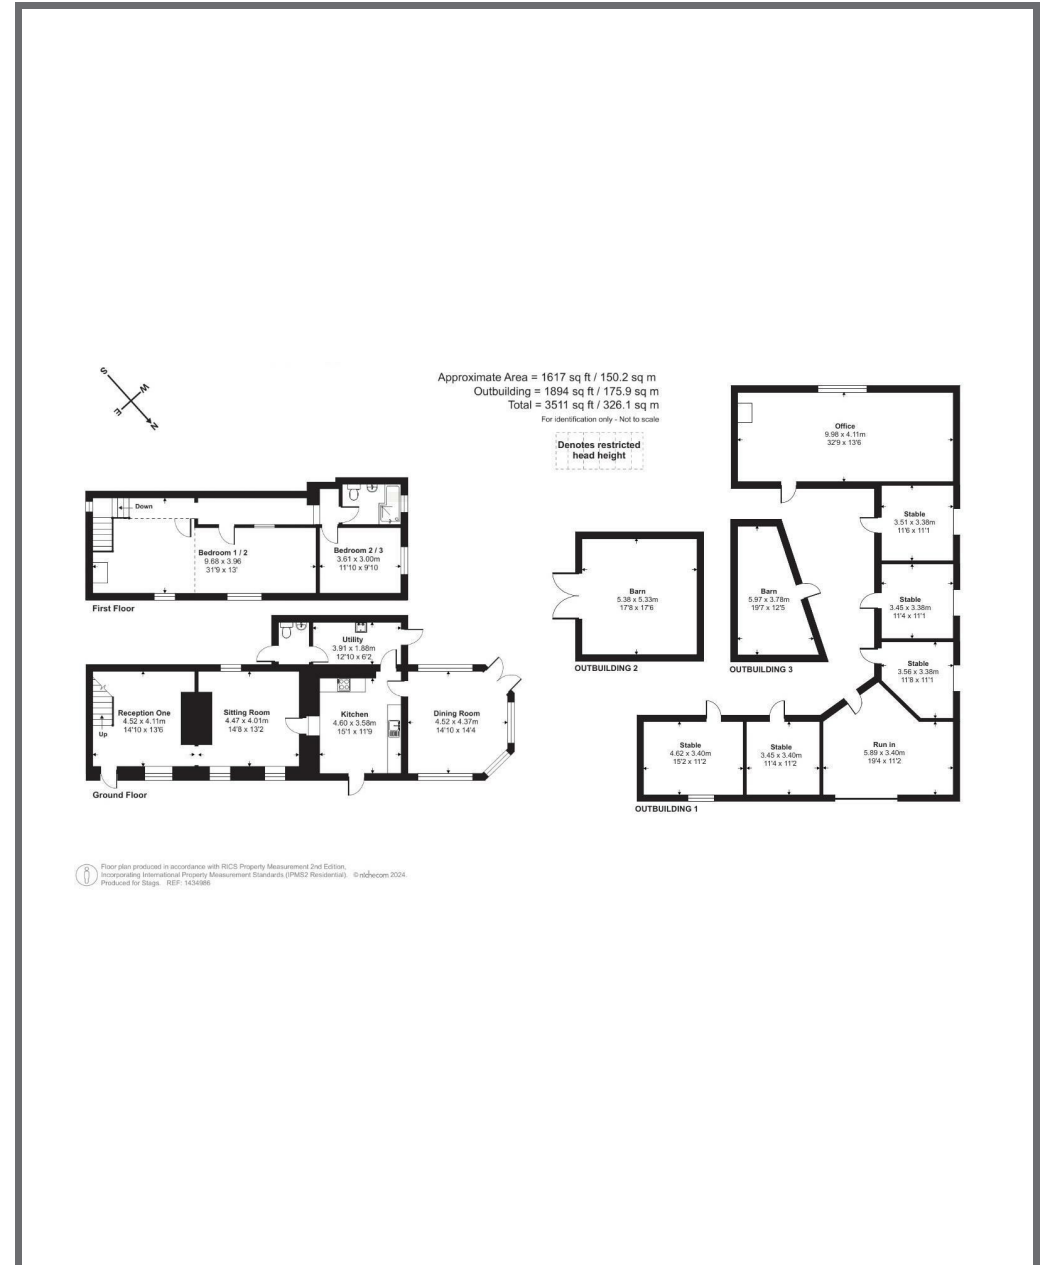 S
W
E
N
Approximate Area = 1617 sq ft / 150.2 sq m
Outbuilding = 1894 sq ft / 175.9 sq m
Total = 3511 sq ft / 326.1 sq m
For identification only - Not to scale
Denotes restricted
head height
Down
Bedroom 1 / 2
9.68 x 3.96
31'9 x 13'
Bedroom 2 / 3
3.61 x 3.00m
11'10 x 9'10
First Floor
Utility
3.91 x 1.88m
12'10 x 6'2
Reception One
4.52 x 4.11m
14'10 x 13'6
Up
Sitting Room
4.47 x 4.01m
14'8 x 13'2
Kitchen
4.60 x 3.58m
15'1 x 11'9
Dining Room
4.52 x 4.37m
14'10 x 14'4
Ground Floor
Barn
5.38 x 5.33m
17'8 x 17'6
OUTBUILDING 2
Barn
5.97 x 3.78m
19'7 x 12'5
OUTBUILDING 3
Office
9.98 x 4.11m
32'9 x 13'6
Stable
3.51 x 3.38m
11'6 x 11'1
Stable
3.45 x 3.38m
11'4 x 11'1
Stable
3.56 x 3.38m
11'8 x 11'1
Stable
4.62 x 3.40m
15'2 x 11'2
Stable
3.45 x 3.40m
11'4 x 11'2
Run in
5.89 x 3.40m
19'4 x 11'2
OUTBUILDING 1
Floor plan produced in accordance with RICS Property Measurement 2nd Edition,
Incorporating International Property Measurement Standards (IPMS2 Residential). © nichecom 2024.
Produced for Stags. REF: 1434986